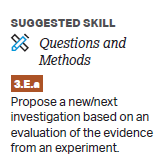 SUGGESTED SKILL
Questions and
Methods
3.E.a
Propose a new/next
investigation based on an
evaluation of the evidence
from an experiment.